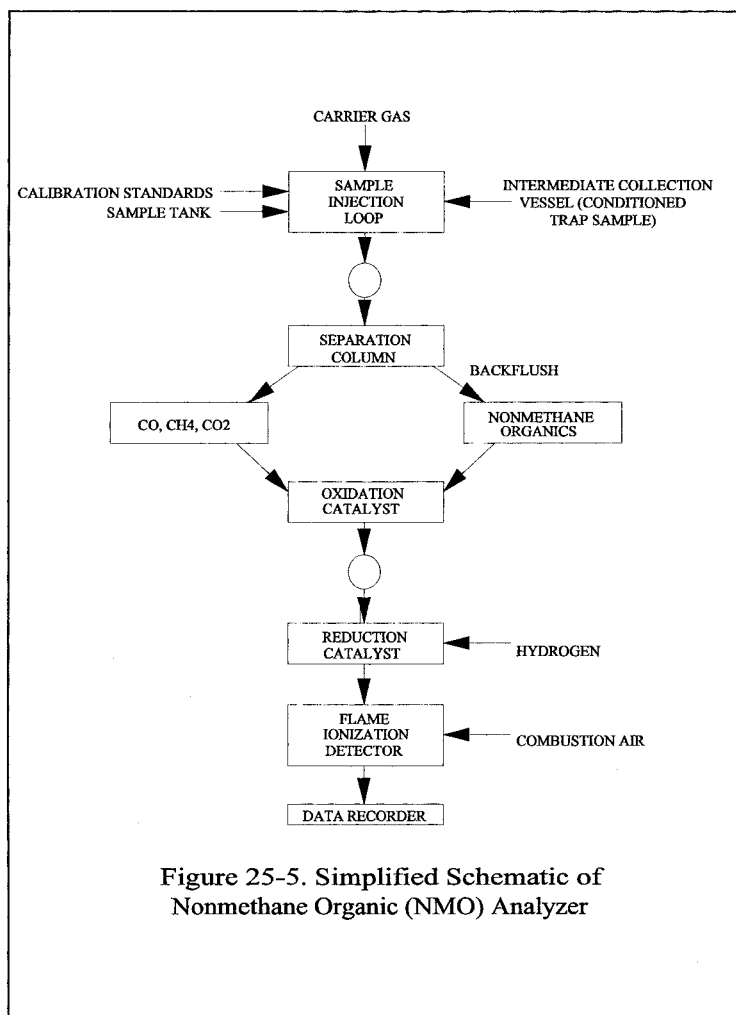 CARRIER GAS
CALIBRATION STANDARDS
SAMPLE TANK
SAMPLE
INJECTION
LOOP
INTERMEDIATE COLLECTION
VESSEL (CONDITIONED
TRAP SAMPLE)
SEPARATION
COLUMN
BACKFLUSH
CO, CH4, CO2
NONMETHANE
ORGANICS
OXIDATION
CATALYST
REDUCTION
CATALYST
HYDROGEN
FLAME
IONIZATION
DETECTOR
COMBUSTION AIR
DATA RECORDER
Figure 25-5. Simplified Schematic of
Nonmethane Organic (NMO) Analyzer